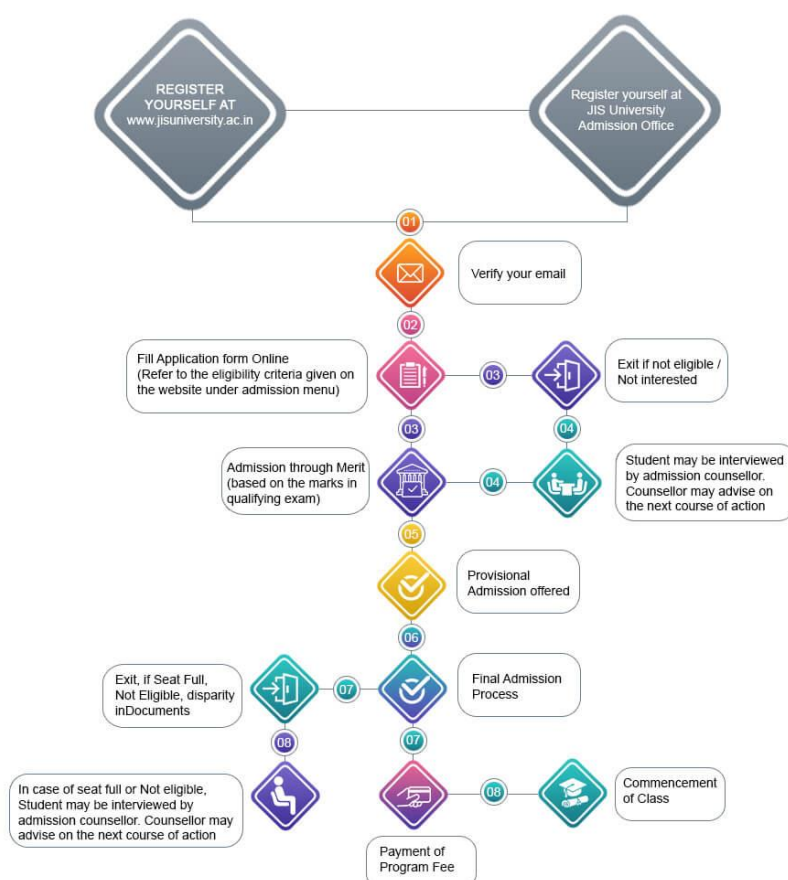 REGISTER
YOURSELF AT
www.jisuniversity.ac.in
Register yourself at
JIS University
Admission Office
01
Verify your email
02
Fill Application form Online
(Refer to the eligibility criteria given on
the website under admission menu)
03
Exit if not eligible /
Not interested
03
04
Admission through Merit
(based on the marks in
qualifying exam)
04
Student may be interviewed
by admission counsellor.
Counsellor may advise on
the next course of action
05
Provisional
Admission offered
06
Exit, if Seat Full,
Not Eligible, disparity
inDocuments
07
Final Admission
Process
08
07
In case of seat full or Not eligible,
Student may be interviewed by
admission counsellor. Counsellor may
advise on the next course of action
08
Commencement
of Class
Payment of
Program Fee